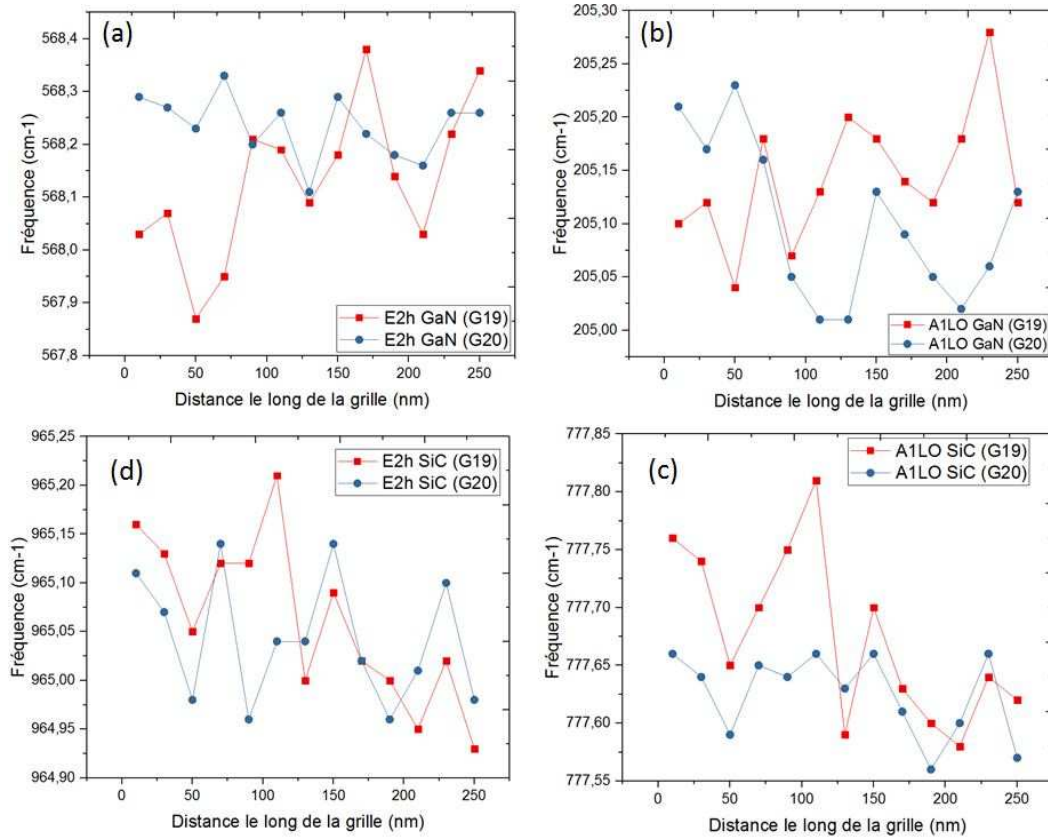 (a)
568,4
568,3
568,2
568,1
568,0
567,9
567,8
Fréquence (cm-1)
E2h GaN (G19)
E2h GaN (G20)
0 50 100 150 200 250
Distance le long de la grille (nm)
(b)
205,30
205,25
205,20
205,15
205,10
205,05
205,00
Fréquence (cm-1)
A1LO GaN (G19)
A1LO GaN (G20)
0 50 100 150 200 250
Distance le long de la grille (nm)
(d)
965,25
965,20
965,15
965,10
965,05
965,00
964,95
964,90
Fréquence (cm-1)
E2h SiC (G19)
E2h SiC (G20)
0 50 100 150 200 250
Distance le long de la grille (nm)
(c)
777,85
777,80
777,75
777,70
777,65
777,60
777,55
Fréquence (cm-1)
A1LO SiC (G19)
A1LO SiC (G20)
0 50 100 150 200 250
Distance le long de la grille (nm)